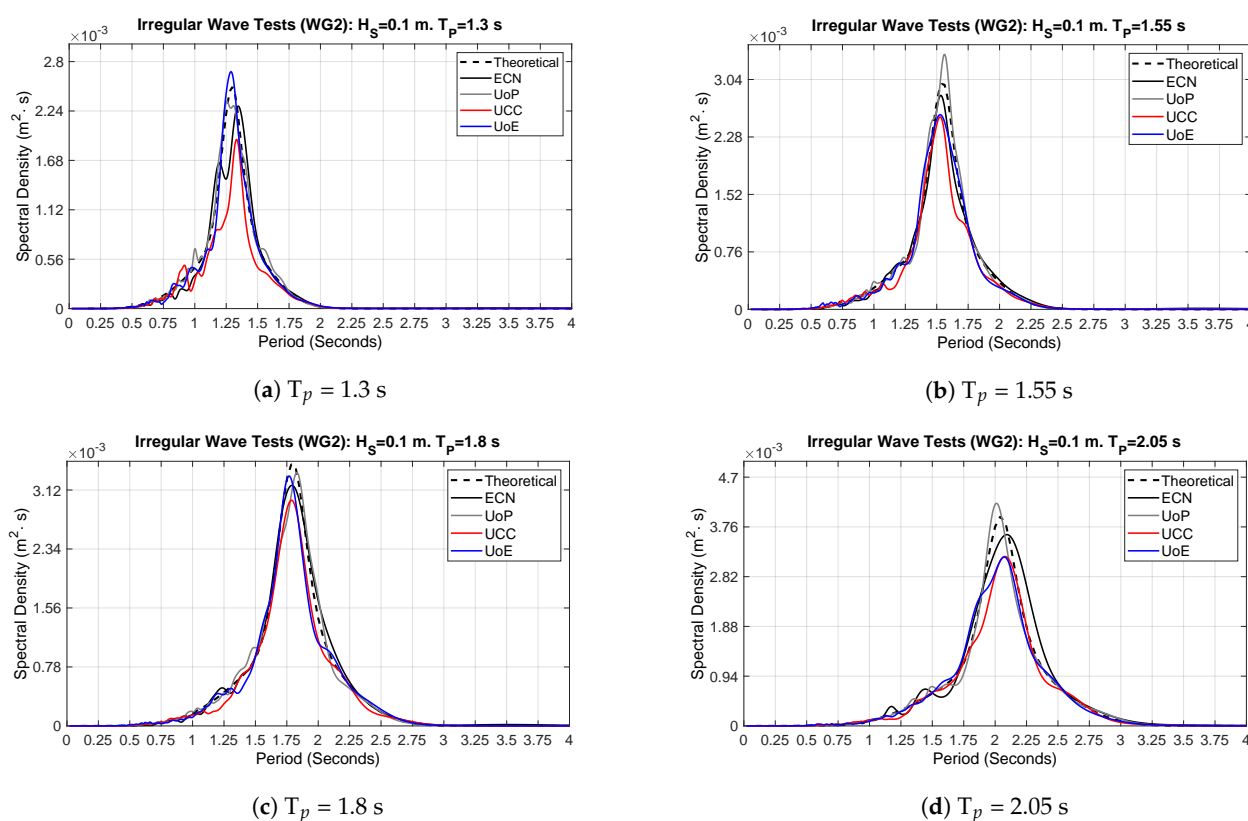 Irregular Wave Tests (WG2): H_S=0.1 m. T_P=1.3 s
×10⁻³
2.8
2.24
1.68
1.12
0.56
0
Spectral Density (m²· s)
Theoretical
ECN
UoP
UCC
UoE
0 0.25 0.5 0.75 1 1.25 1.5 1.75 2 2.25 2.5 2.75 3 3.25 3.5 3.75 4
Period (Seconds)
(a) T_p = 1.3 s
Irregular Wave Tests (WG2): H_S=0.1 m. T_P=1.55 s
×10⁻³
3.04
2.28
1.52
0.76
0
Spectral Density (m²· s)
Theoretical
ECN
UoP
UCC
UoE
0 0.25 0.5 0.75 1 1.25 1.5 1.75 2 2.25 2.5 2.75 3 3.25 3.5 3.75 4
Period (Seconds)
(b) T_p = 1.55 s
Irregular Wave Tests (WG2): H_S=0.1 m. T_P=1.8 s
×10⁻³
3.12
2.34
1.56
0.78
0
Spectral Density (m²· s)
Theoretical
ECN
UoP
UCC
UoE
0 0.25 0.5 0.75 1 1.25 1.5 1.75 2 2.25 2.5 2.75 3 3.25 3.5 3.75 4
Period (Seconds)
(c) T_p = 1.8 s
Irregular Wave Tests (WG2): H_S=0.1 m. T_P=2.05 s
×10⁻³
4.7
3.76
2.82
1.88
0.94
0
Spectral Density (m²· s)
Theoretical
ECN
UoP
UCC
UoE
0 0.25 0.5 0.75 1 1.25 1.5 1.75 2 2.25 2.5 2.75 3 3.25 3.5 3.75 4
Period (Seconds)
(d) T_p = 2.05 s